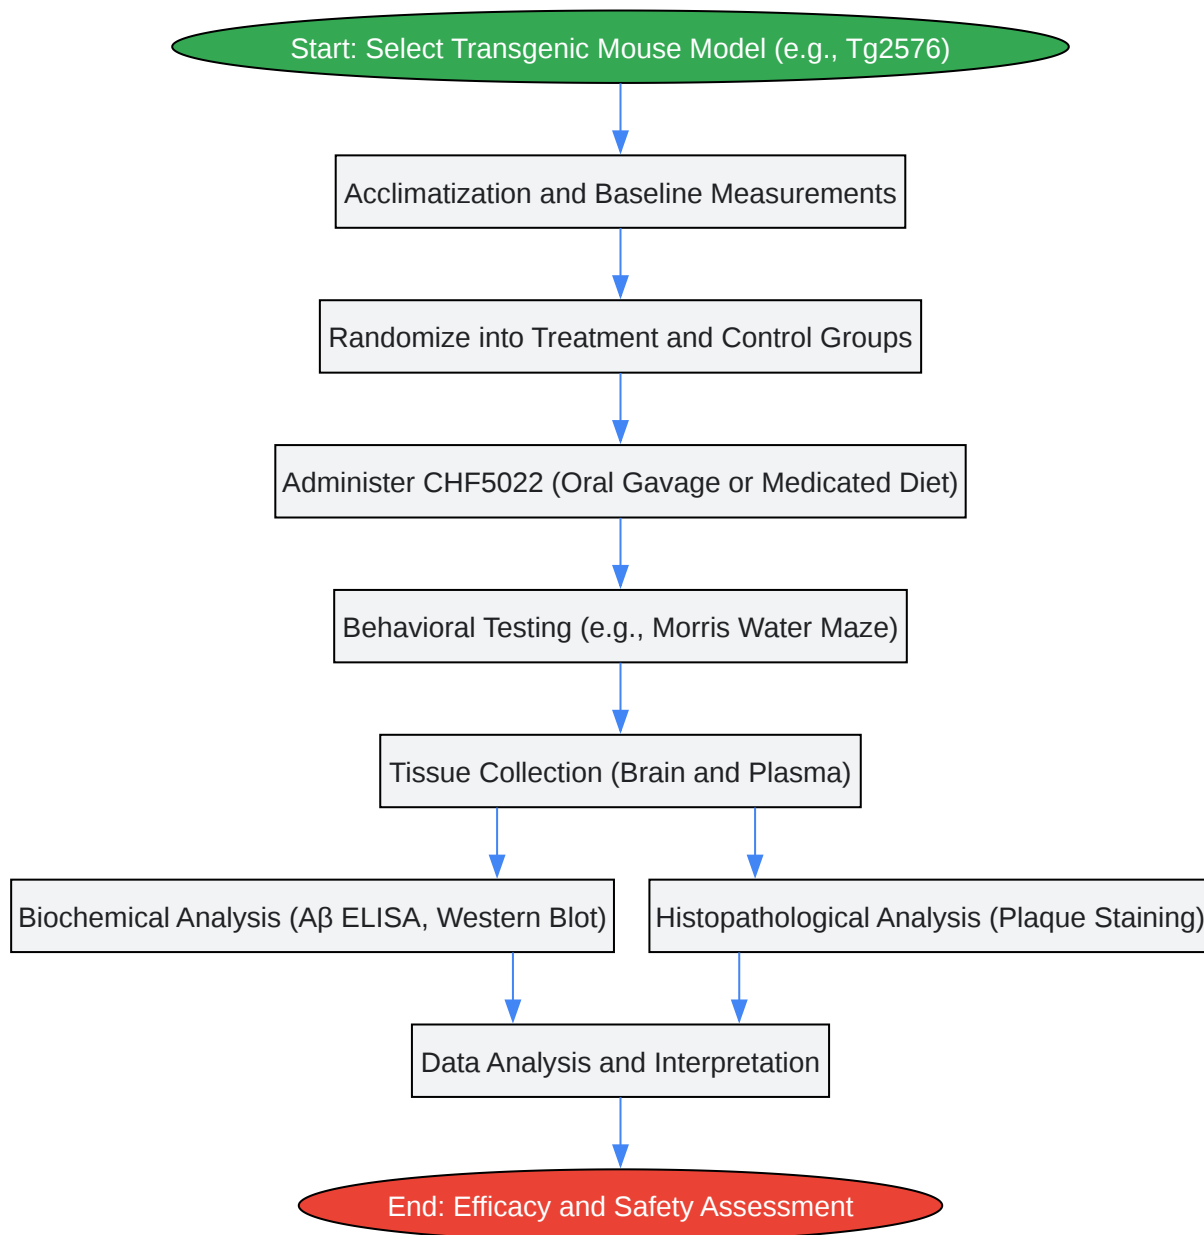 Start: Select Transgenic Mouse Model (e.g., Tg2576)
Acclimatization and Baseline Measurements
Randomize into Treatment and Control Groups
Administer CHF5022 (Oral Gavage or Medicated Diet)
Behavioral Testing (e.g., Morris Water Maze)
Tissue Collection (Brain and Plasma)
Biochemical Analysis (Aβ ELISA, Western Blot)
Histopathological Analysis (Plaque Staining)
Data Analysis and Interpretation
End: Efficacy and Safety Assessment